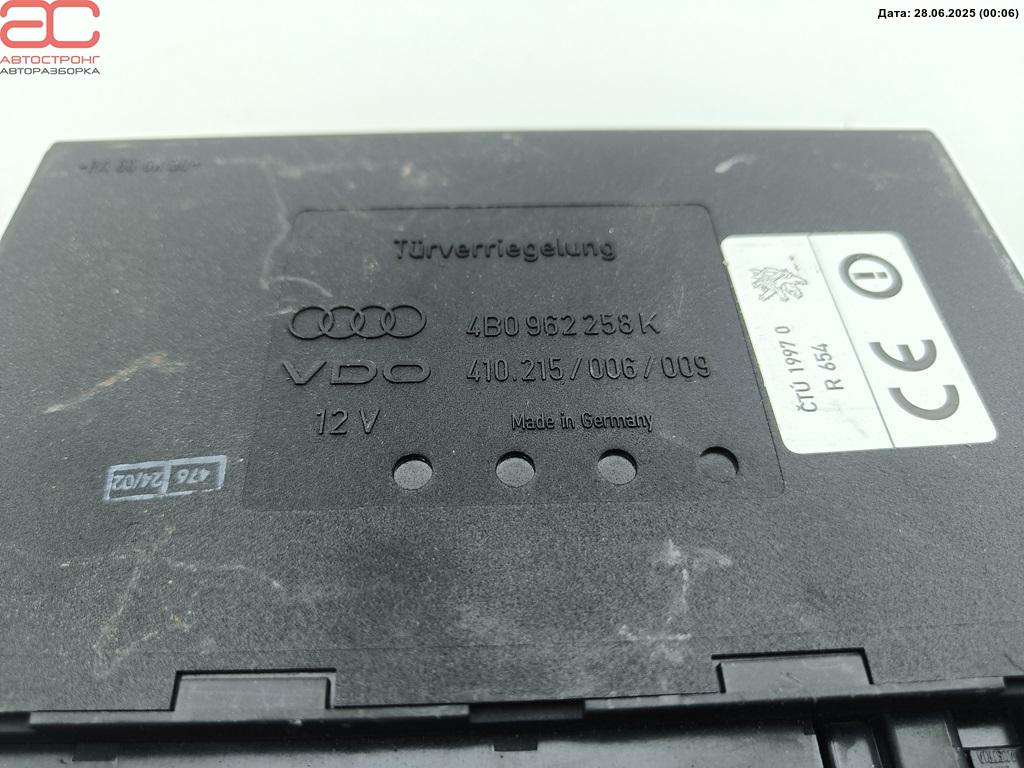 AC
АВТОСТРОНГ
АВТОРАЗБОРКА
Дата: 28.06.2025 (00:06)
Türverriegelung
4B0 962 258 K
VDO 410.215/006/009
12 V
Made in Germany
ČTÚ 1997 0
R 654
CE
476
24/02